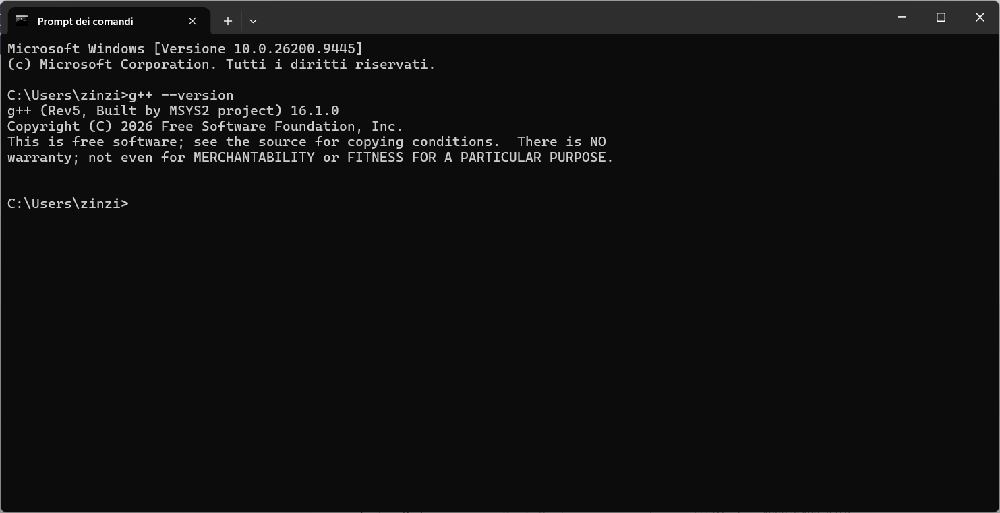 Prompt dei comandi
Microsoft Windows [Versione 10.0.26200.9445]
(c) Microsoft Corporation. Tutti i diritti riservati.
C:\Users\zinzi>g++ --version
g++ (Rev5, Built by MSYS2 project) 16.1.0
Copyright (C) 2026 Free Software Foundation, Inc.
This is free software; see the source for copying conditions.  There is NO
warranty; not even for MERCHANTABILITY or FITNESS FOR A PARTICULAR PURPOSE.
C:\Users\zinzi>